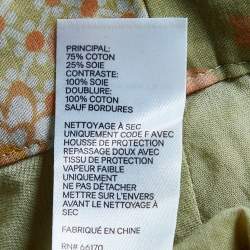 PRINCIPAL:
75% COTON
25% SOIE
CONTRASTE:
100% SOIE
DOUBLURE:
100% COTON
SAUF BORDURES
NETTOYAGE À SEC
UNIQUEMENT CODE F AVEC
HOUSSE DE PROTECTION
REPASSAGE DOUX AVEC
TISSU DE PROTECTION
VAPEUR FAIBLE
UNIQUEMENT
NE PAS DÉTACHER
METTRE SUR L'ENVERS
AVANT LE NETTOYAGE À
SEC
FABRIQUÉ EN CHINE
RN# 66170